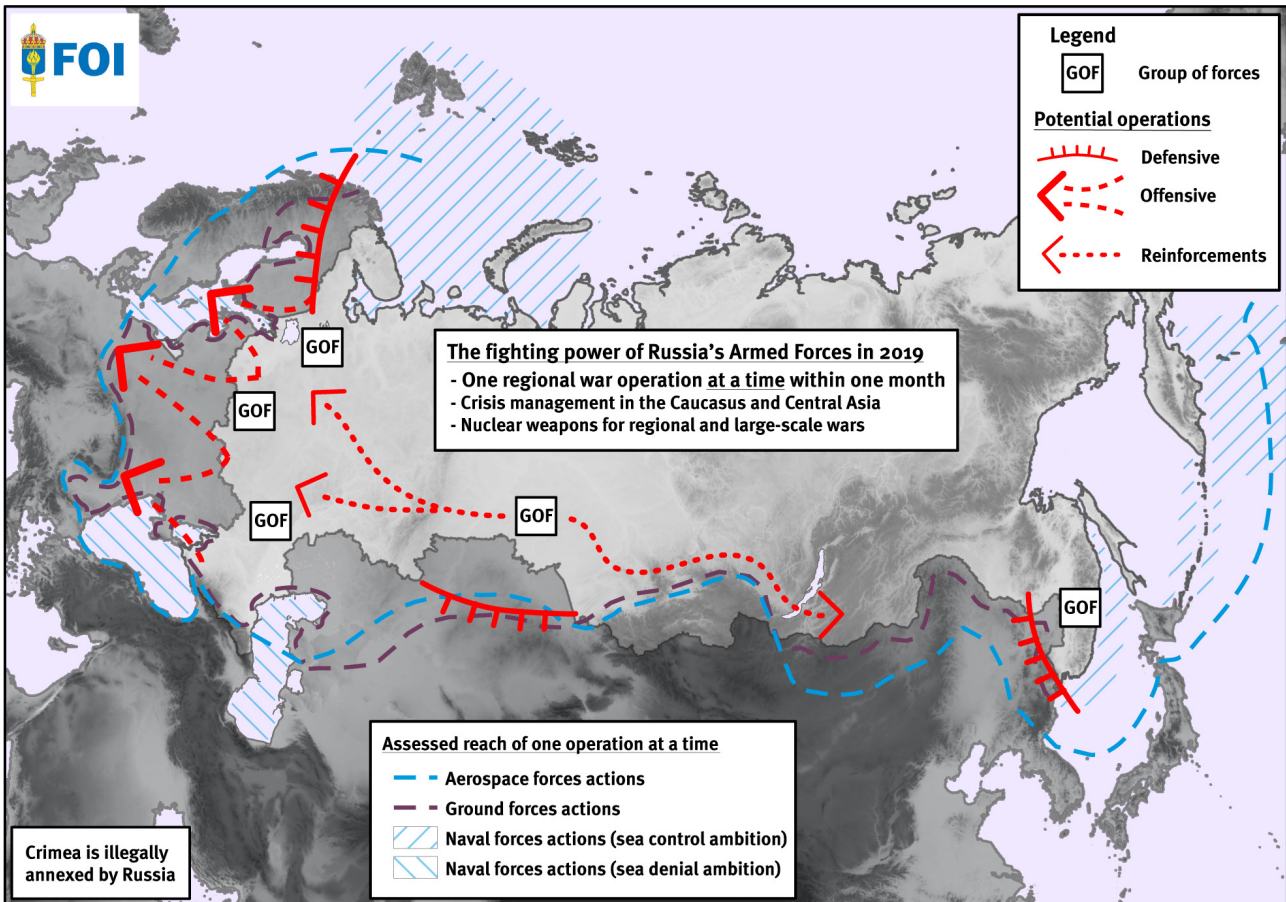 FOI
Legend
GOF
Group of forces
Potential operations
Defensive
Offensive
Reinforcements
GOF
The fighting power of Russia's Armed Forces in 2019
- One regional war operation at a time within one month
- Crisis management in the Caucasus and Central Asia
- Nuclear weapons for regional and large-scale wars
GOF
GOF
GOF
GOF
Assessed reach of one operation at a time
Aerospace forces actions
Ground forces actions
Naval forces actions (sea control ambition)
Naval forces actions (sea denial ambition)
Crimea is illegally
annexed by Russia